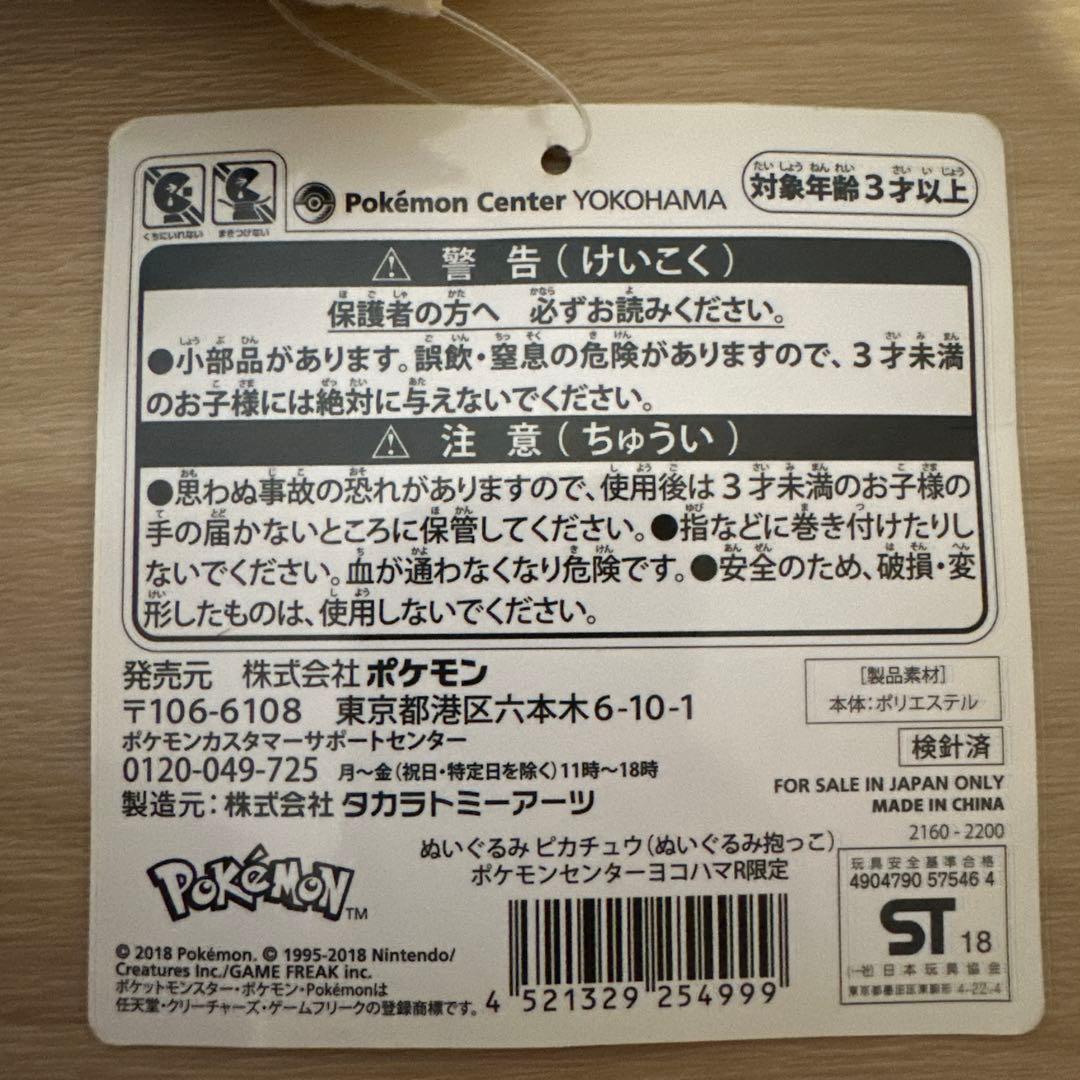 くちにいれない まきつけない
Pokémon Center YOKOHAMA
対象年齢3才以上
警 告 (けいこく)
保護者の方へ 必ずお読みください。
●小部品があります。誤飲・窒息の危険がありますので、3才未満
のお子様には絶対に与えないでください。
注 意 (ちゅうい)
●思わぬ事故の恐れがありますので、使用後は3才未満のお子様の
手の届かないところに保管してください。●指などに巻き付けたりし
ないでください。血が通わなくなり危険です。●安全のため、破損・変
形したものは、使用しないでください。
発売元 株式会社 ポケモン
〒106-6108 東京都港区六本木6-10-1
ポケモンカスタマーサポートセンター
0120-049-725 月〜金(祝日・特定日を除く)11時〜18時
製造元:株式会社 タカラトミーアーツ
[製品素材]
本体:ポリエステル
検針済
FOR SALE IN JAPAN ONLY
MADE IN CHINA
2160-2200
ぬいぐるみ ピカチュウ(ぬいぐるみ抱っこ)
ポケモンセンターヨコハマR限定
POKéMON TM
© 2018 Pokémon. © 1995-2018 Nintendo/
Creatures Inc./GAME FREAK inc.
ポケットモンスター・ポケモン・Pokémonは
任天堂・クリーチャーズ・ゲームフリークの登録商標です。
4 521329 254999
玩具安全基準合格
4904790 57546 4
ST 18
(一社)日本玩具協会
4-22-4